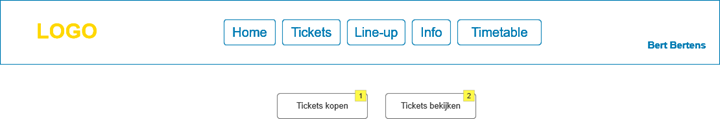 LOGO
Home Tickets Line-up Info Timetable
Bert Bertens
Tickets kopen 1 Tickets bekijken 2